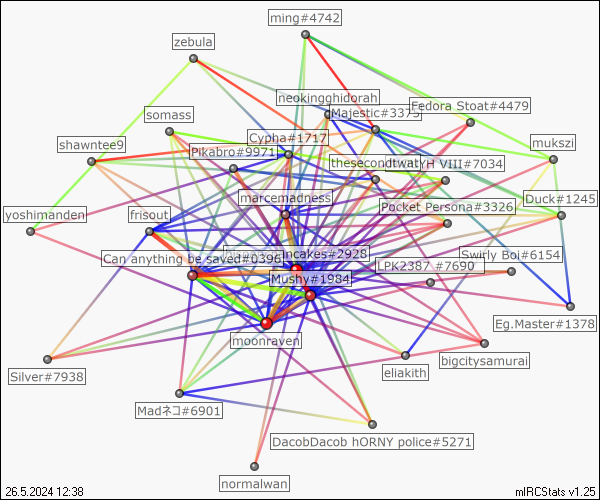 ming#4742
zebula
neokingghidorah
Fedora Stoat#4479
Majestic#3375
somass
Cypha#1717
mukszi
shawntee9
Pikabro#9971
thesecondtwat
H VIII#7034
marcemadness
Duck#1245
yoshimanden
frisout
Pocket Persona#3326
ncakes#2928
Swirly Boi#6154
Can anything be saved#0396
LPK2387 #7690
Mushy#1984
Eg.Master#1378
moonraven
bigcitysamurai
Silver#7938
eliakith
Madネコ#6901
DacobDacob hORNY police#5271
normalwan
26.5.2024 12:38
mIRCStats v1.25